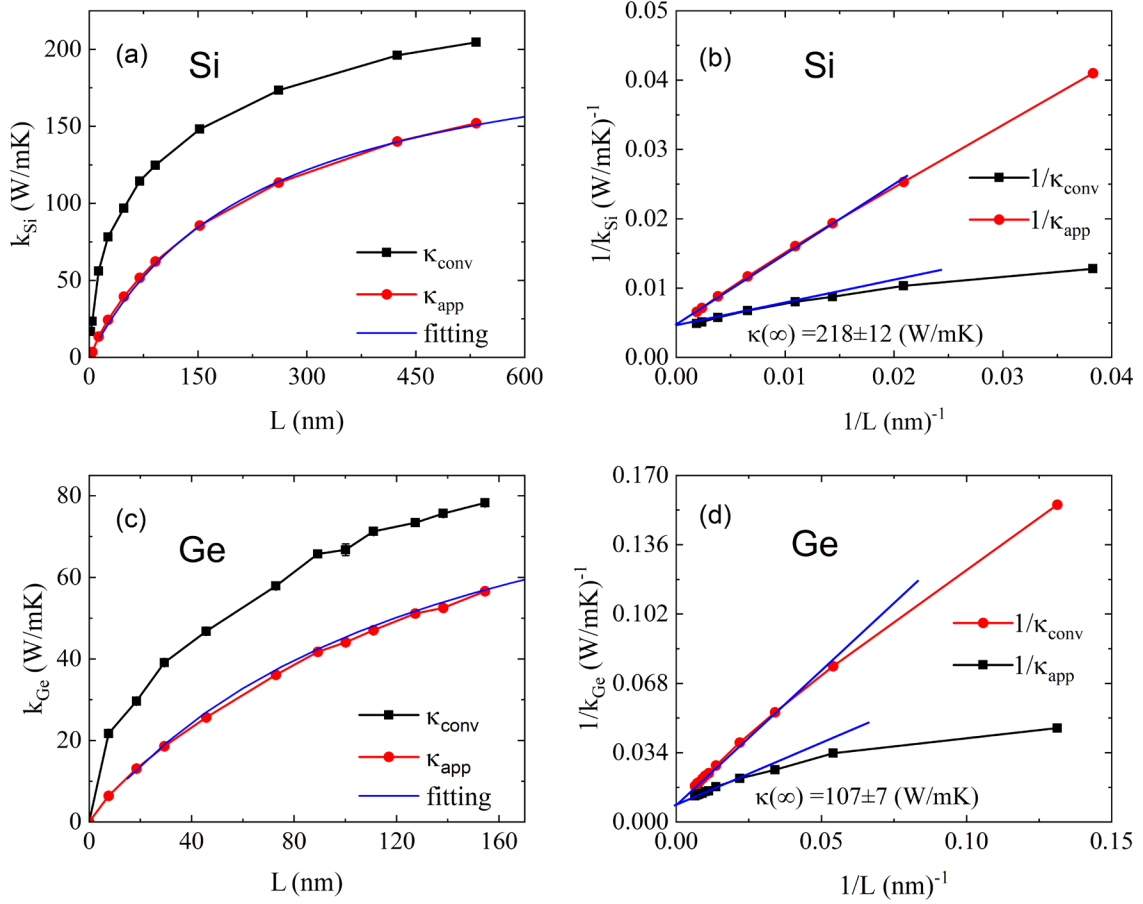 (a)
Si
200
150
100
50
0
0
150
300
450
600
k_Si (W/mK)
L (nm)
κ_conv
κ_app
fitting
(b)
Si
0.05
0.04
0.03
0.02
0.01
0.00
0.00
0.01
0.02
0.03
0.04
1/k_Si (W/mK)^-1
1/L (nm)^-1
1/κ_conv
1/κ_app
κ(∞) =218±12 (W/mK)
(c)
Ge
80
60
40
20
0
0
40
80
120
160
k_Ge (W/mK)
L (nm)
κ_conv
κ_app
fitting
(d)
Ge
0.170
0.136
0.102
0.068
0.034
0.000
0.00
0.05
0.10
0.15
1/k_Ge (W/mK)^-1
1/L (nm)^-1
1/κ_conv
1/κ_app
κ(∞) =107±7 (W/mK)